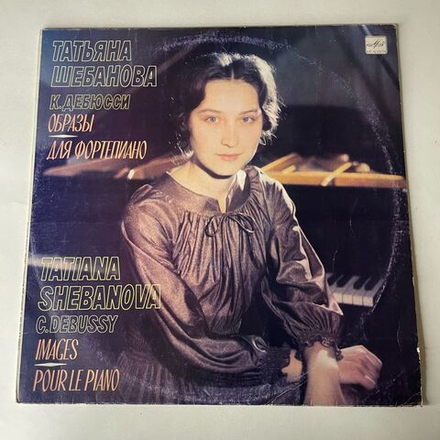 ТАТЬЯНА
ШЕБАНОВА
К.ДЕБЮССИ
ОБРАЗЫ
ДЛЯ ФОРТЕПИАНО
TATIANA
SHEBANOVA
C.DEBUSSY
IMAGES
POUR LE PIANO